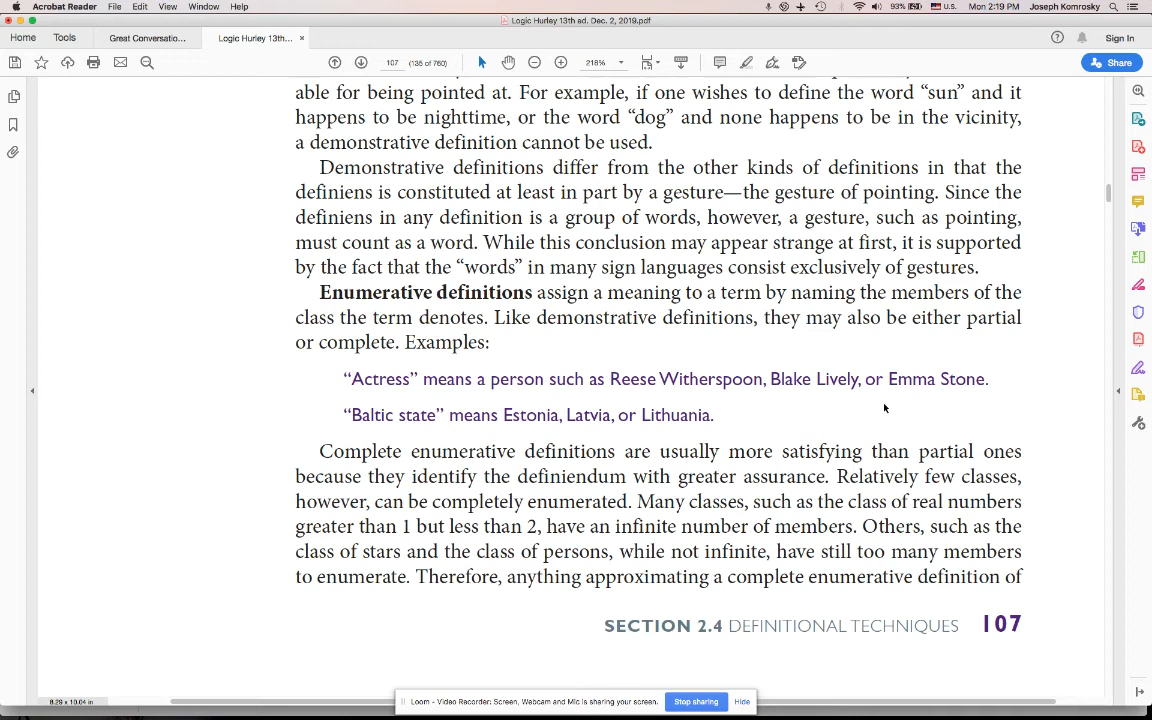 Acrobat Reader File Edit View Window Help 93% U.S. Mon 2:19 PM Joseph Komrosky
Logic Hurley 13th ed. Dec. 2, 2019.pdf
Home Tools Great Conversatio... Logic Hurley 13th... × Sign In
107 (135 of 760) 218% Share
able for being pointed at. For example, if one wishes to define the word “sun” and it
happens to be nighttime, or the word “dog” and none happens to be in the vicinity,
a demonstrative definition cannot be used.
Demonstrative definitions differ from the other kinds of definitions in that the
definiens is constituted at least in part by a gesture—the gesture of pointing. Since the
definiens in any definition is a group of words, however, a gesture, such as pointing,
must count as a word. While this conclusion may appear strange at first, it is supported
by the fact that the “words” in many sign languages consist exclusively of gestures.
Enumerative definitions assign a meaning to a term by naming the members of the
class the term denotes. Like demonstrative definitions, they may also be either partial
or complete. Examples:
“Actress” means a person such as Reese Witherspoon, Blake Lively, or Emma Stone.
“Baltic state” means Estonia, Latvia, or Lithuania.
Complete enumerative definitions are usually more satisfying than partial ones
because they identify the definiendum with greater assurance. Relatively few classes,
however, can be completely enumerated. Many classes, such as the class of real numbers
greater than 1 but less than 2, have an infinite number of members. Others, such as the
class of stars and the class of persons, while not infinite, have still too many members
to enumerate. Therefore, anything approximating a complete enumerative definition of
SECTION 2.4 DEFINITIONAL TECHNIQUES 107
8.29 x 10.04 in
Loom - Video Recorder: Screen, Webcam and Mic is sharing your screen. Stop sharing Hide